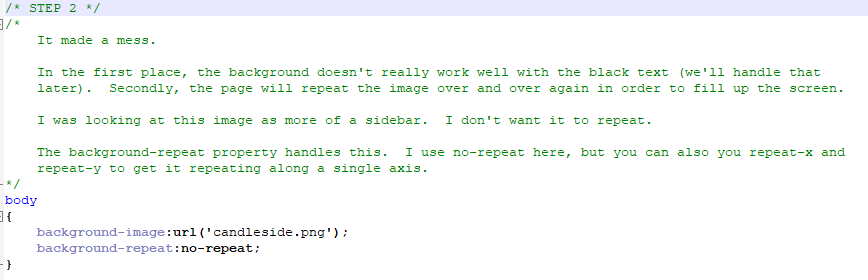 /* STEP 2 */
/*
It made a mess.
In the first place, the background doesn't really work well with the black text (we'll handle that
later).  Secondly, the page will repeat the image over and over again in order to fill up the screen.
I was looking at this image as more of a sidebar.  I don't want it to repeat.
The background-repeat property handles this.  I use no-repeat here, but you can also you repeat-x and
repeat-y to get it repeating along a single axis.
*/
body
{
background-image:url('candleside.png');
background-repeat:no-repeat;
}